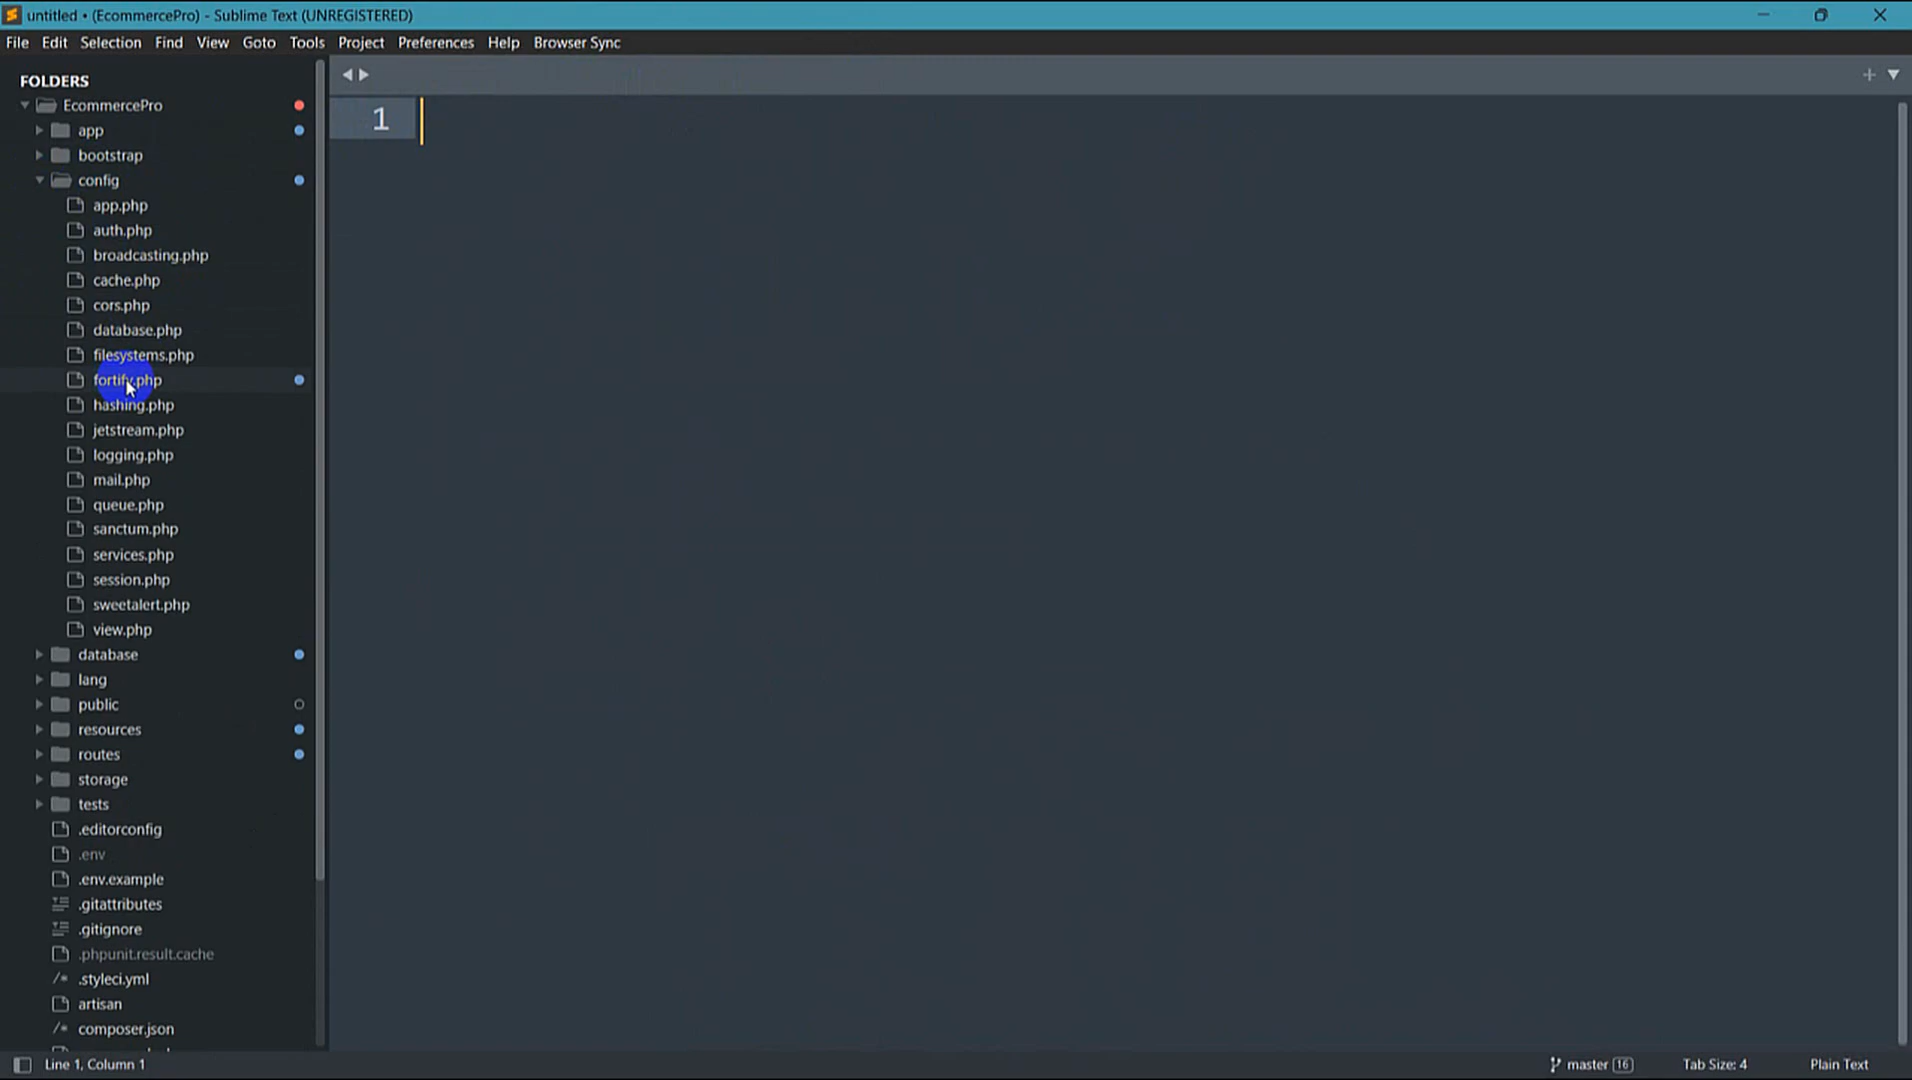 untitled • (EcommercePro) - Sublime Text (UNREGISTERED)
File Edit Selection Find View Goto Tools Project Preferences Help Browser Sync
FOLDERS
EcommercePro
app
bootstrap
config
app.php
auth.php
broadcasting.php
cache.php
cors.php
database.php
filesystems.php
fortify.php
hashing.php
jetstream.php
logging.php
mail.php
queue.php
sanctum.php
services.php
session.php
sweetalert.php
view.php
database
lang
public
resources
routes
storage
tests
.editorconfig
.env
.env.example
.gitattributes
.gitignore
.phpunit.result.cache
/* .styleci.yml
artisan
/* composer.json
1
Line 1, Column 1
master 16
Tab Size: 4
Plain Text